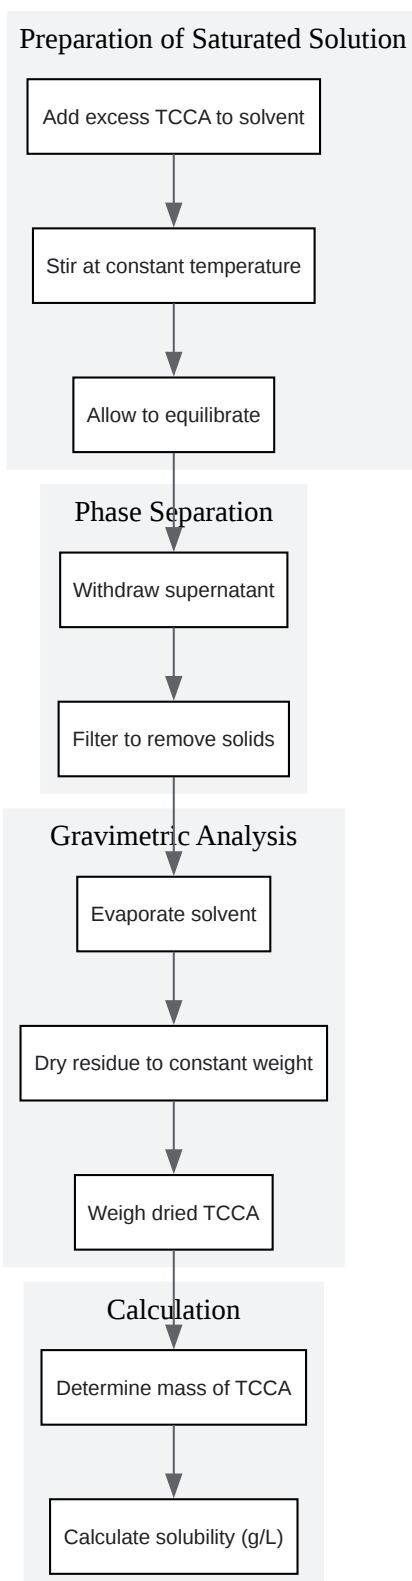 Preparation of Saturated Solution
Add excess TCCA to solvent
Stir at constant temperature
Allow to equilibrate
Phase Separation
Withdraw supernatant
Filter to remove solids
Gravimetric Analysis
Evaporate solvent
Dry residue to constant weight
Weigh dried TCCA
Calculation
Determine mass of TCCA
Calculate solubility (g/L)